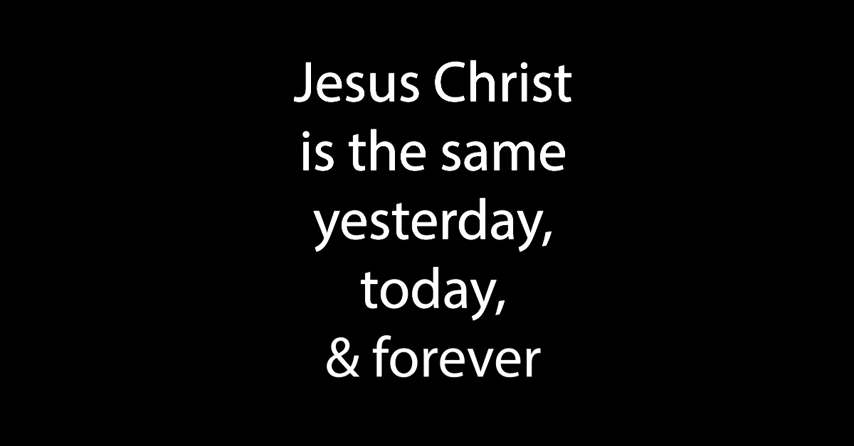 Jesus Christ
is the same
yesterday,
today,
& forever